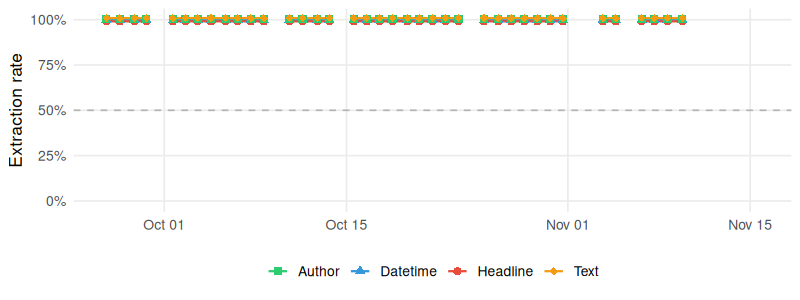 Extraction rate
100%
75%
50%
25%
0%
Oct 01 Oct 15 Nov 01 Nov 15
Author Datetime Headline Text